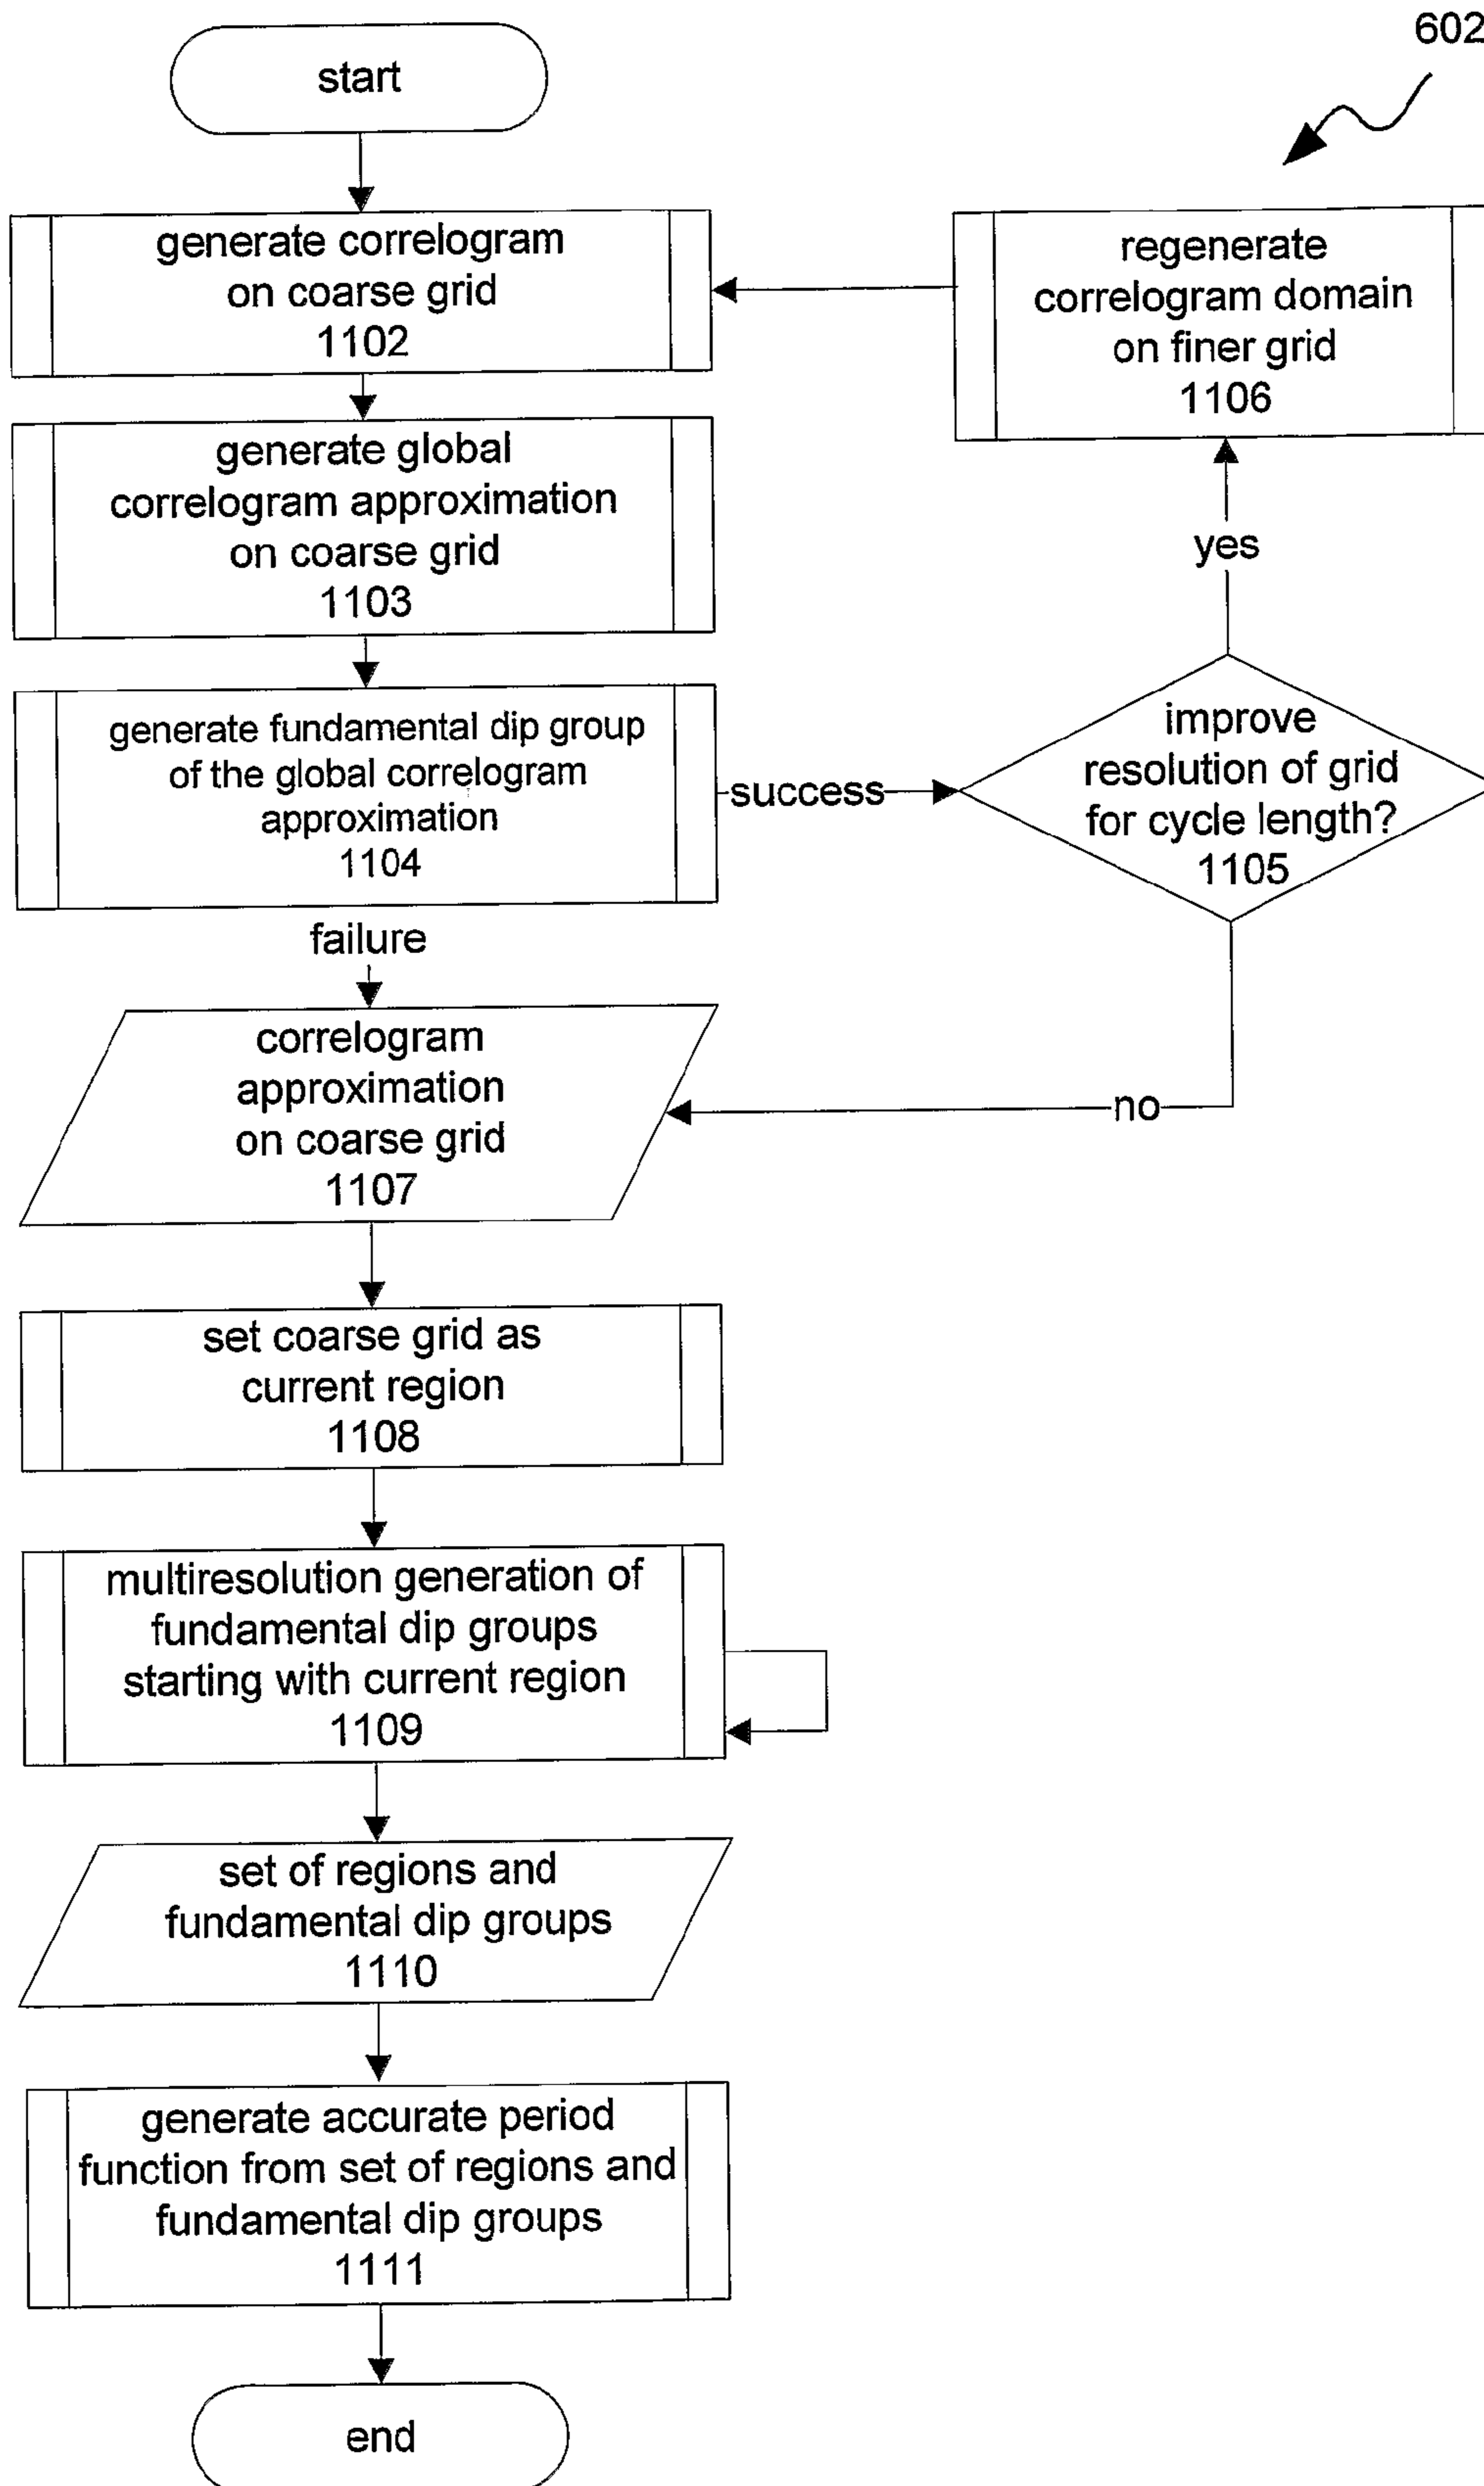 602
start
generate correlogram
on coarse grid
1102
regenerate
correlogram domain
on finer grid
1106
generate global
correlogram approximation
on coarse grid
1103
yes
generate fundamental dip group
of the global correlogram
approximation
1104
success
improve
resolution of grid
for cycle length?
1105
failure
correlogram
approximation
on coarse grid
1107
no
set coarse grid as
current region
1108
multiresolution generation of
fundamental dip groups
starting with current region
1109
set of regions and
fundamental dip groups
1110
generate accurate period
function from set of regions and
fundamental dip groups
1111
end